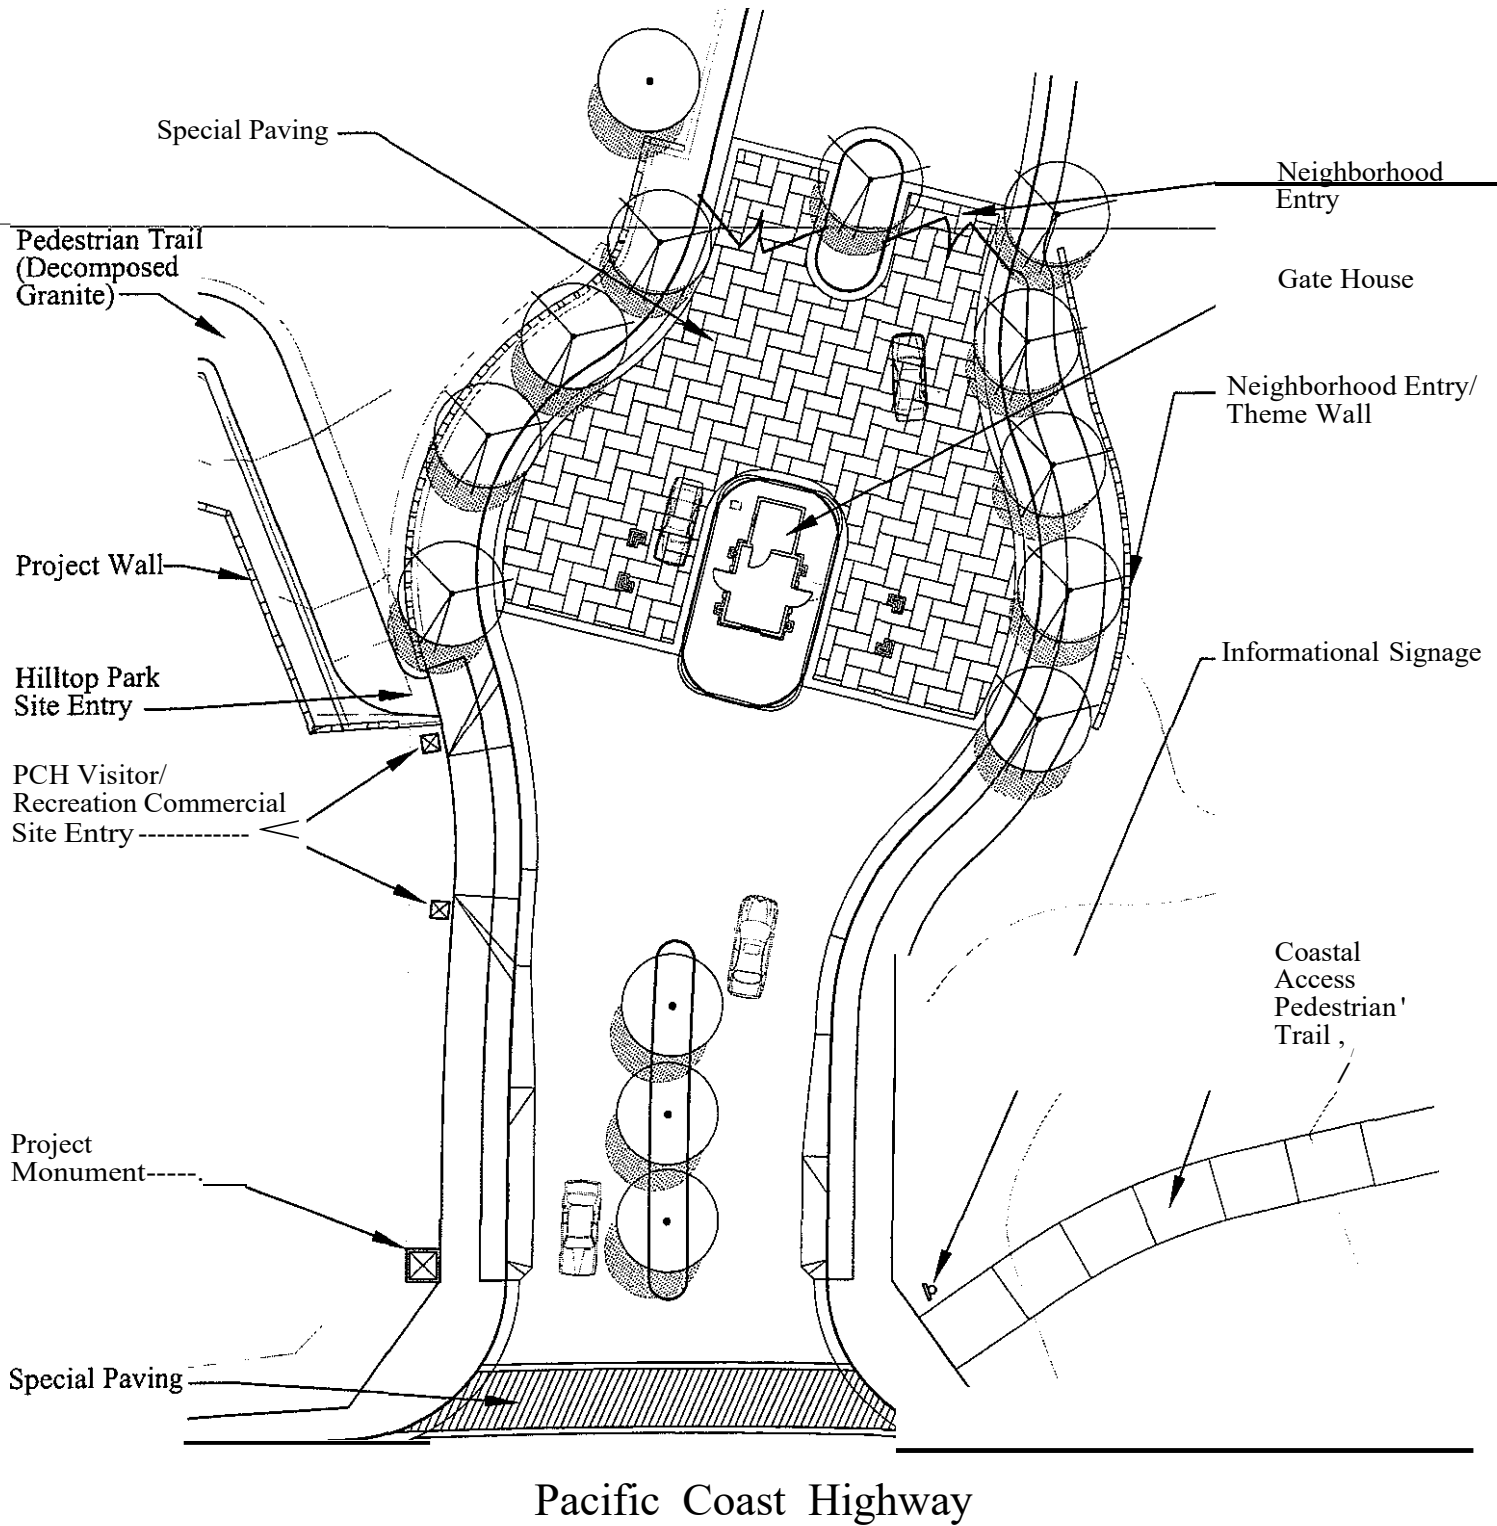 Special Paving
Neighborhood
Entry
Pedestrian Trail
(Decomposed
Granite)
Gate House
Neighborhood Entry/
Theme Wall
Project Wall
Informational Signage
Hilltop Park
Site Entry
PCH Visitor/
Recreation Commercial
Site Entry
Coastal
Access
Pedestrian'
Trail ,
Project
Monument
Special Paving
Pacific Coast Highway